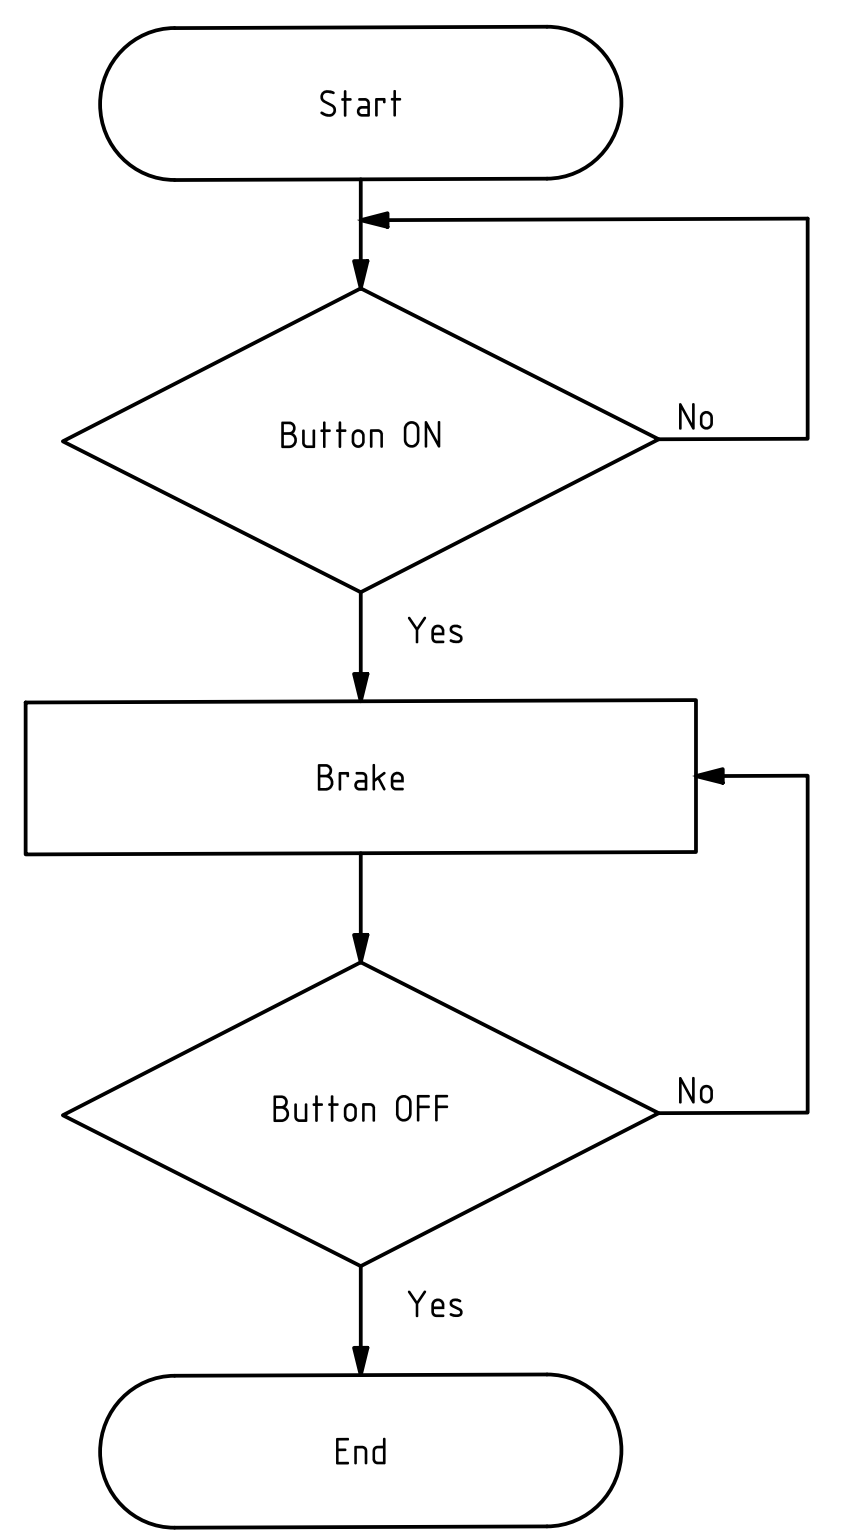 Start
Button ON
No
Yes
Brake
Button OFF
No
Yes
End